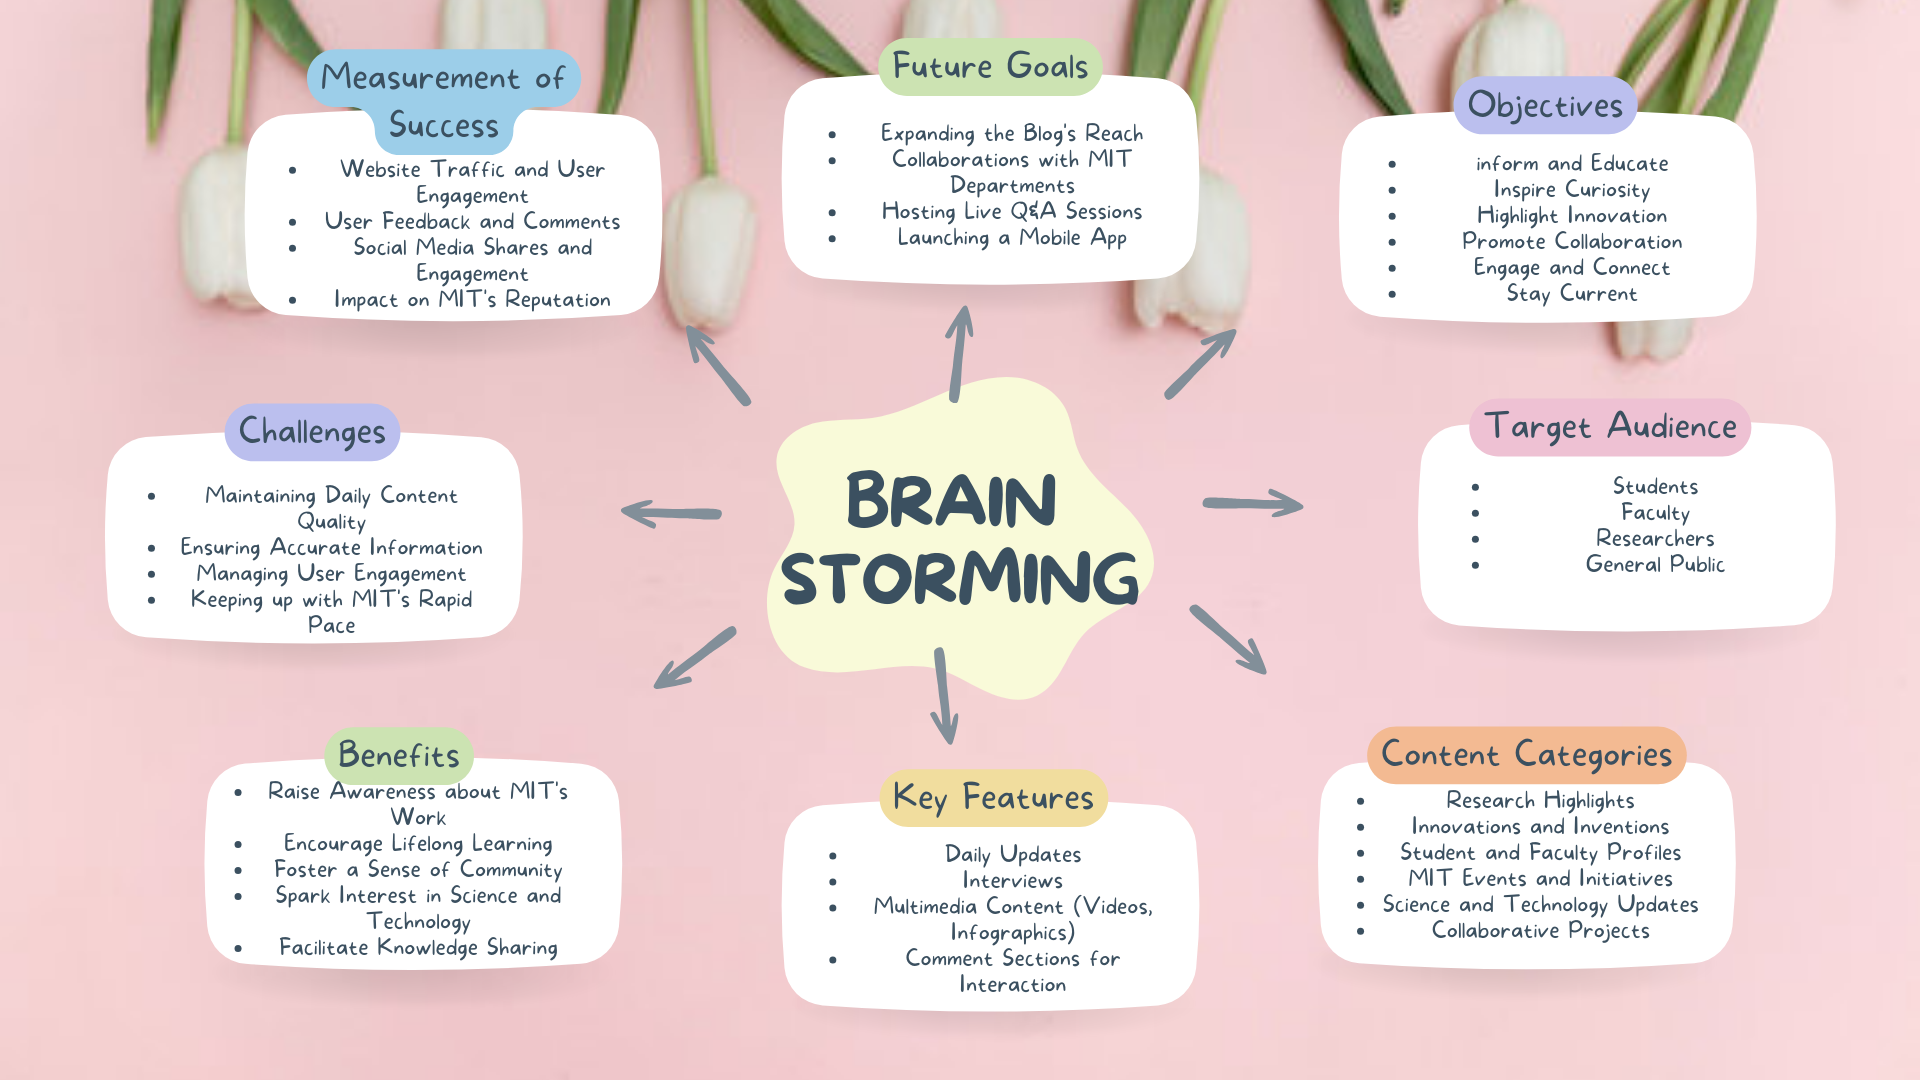 Measurement of
Success
• Website Traffic and User
Engagement
• User Feedback and Comments
• Social Media Shares and
Engagement
• Impact on MIT's Reputation
Future Goals
• Expanding the Blog's Reach
• Collaborations with MIT
Departments
• Hosting Live Q&A Sessions
• Launching a Mobile App
Objectives
• inform and Educate
• Inspire Curiosity
• Highlight Innovation
• Promote Collaboration
• Engage and Connect
• Stay Current
Challenges
• Maintaining Daily Content
Quality
• Ensuring Accurate Information
• Managing User Engagement
• Keeping up with MIT's Rapid
Pace
BRAIN
STORMING
Target Audience
• Students
• Faculty
• Researchers
• General Public
Benefits
• Raise Awareness about MIT's
Work
• Encourage Lifelong Learning
• Foster a Sense of Community
• Spark Interest in Science and
Technology
• Facilitate Knowledge Sharing
Key Features
• Daily Updates
• Interviews
• Multimedia Content (Videos,
Infographics)
• Comment Sections for
Interaction
Content Categories
• Research Highlights
• Innovations and Inventions
• Student and Faculty Profiles
• MIT Events and Initiatives
• Science and Technology Updates
• Collaborative Projects